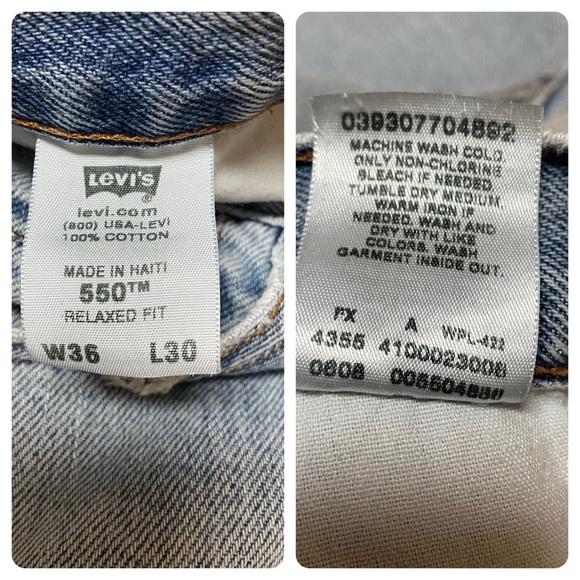 Levi's
®
levi.com
(800) USA-LEVI
100% COTTON
MADE IN HAITI
550™
RELAXED FIT
W36 L30
039307704892
MACHINE WASH COLD
ONLY NON-CHLORINE
BLEACH IF NEEDED
TUMBLE DRY MEDIUM
WARM IRON IF
NEEDED. WASH AND
DRY WITH LIKE
COLORS. WASH
GARMENT INSIDE OUT.
PX A WPL-423
4355 4100023008
0608